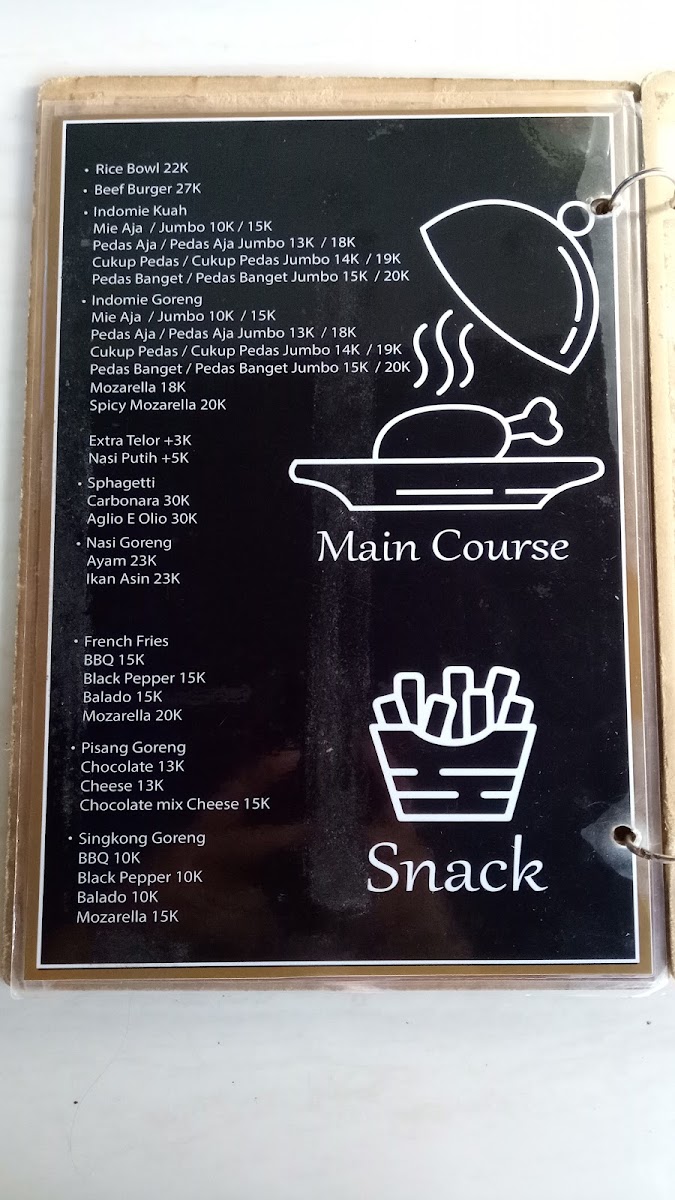 • Rice Bowl 22K
• Beef Burger 27K
• Indomie Kuah
Mie Aja / Jumbo 10K / 15K
Pedas Aja / Pedas Aja Jumbo 13K / 18K
Cukup Pedas / Cukup Pedas Jumbo 14K / 19K
Pedas Banget / Pedas Banget Jumbo 15K / 20K
• Indomie Goreng
Mie Aja / Jumbo 10K / 15K
Pedas Aja / Pedas Aja Jumbo 13K / 18K
Cukup Pedas / Cukup Pedas Jumbo 14K / 19K
Pedas Banget / Pedas Banget Jumbo 15K / 20K
Mozarella 18K
Spicy Mozarella 20K
Extra Telor +3K
Nasi Putih +5K
• Sphagetti
Carbonara 30K
Aglio E Olio 30K
• Nasi Goreng
Ayam 23K
Ikan Asin 23K
Main Course
• French Fries
BBQ 15K
Black Pepper 15K
Balado 15K
Mozarella 20K
• Pisang Goreng
Chocolate 13K
Cheese 13K
Chocolate mix Cheese 15K
• Singkong Goreng
BBQ 10K
Black Pepper 10K
Balado 10K
Mozarella 15K
Snack